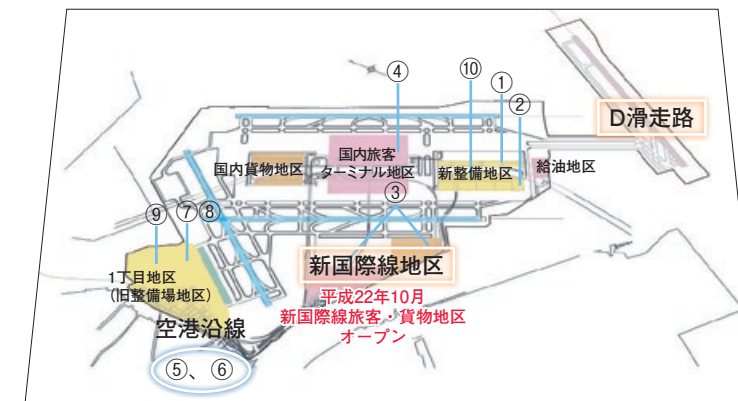 ④
⑩
①
②
D滑走路
国内貨物地区
国内旅客
ターミナル地区
新整備地区
給油地区
③
⑨
⑦
⑧
1丁目地区
(旧整備場地区)
新国際線地区
平成22年10月
新国際線旅客・貨物地区
オープン
空港沿線
⑤、⑥